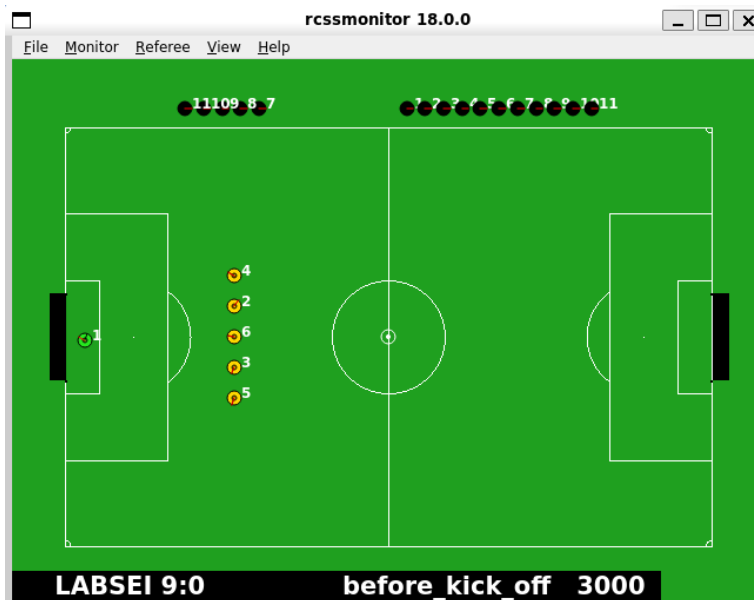 rcssmonitor 18.0.0
File Monitor Referee View Help
11 10 9 8 7 1 2 3 4 5 6 7 8 9 10 11
4
2
1
6
3
5
LABSEI 9:0 before_kick_off 3000